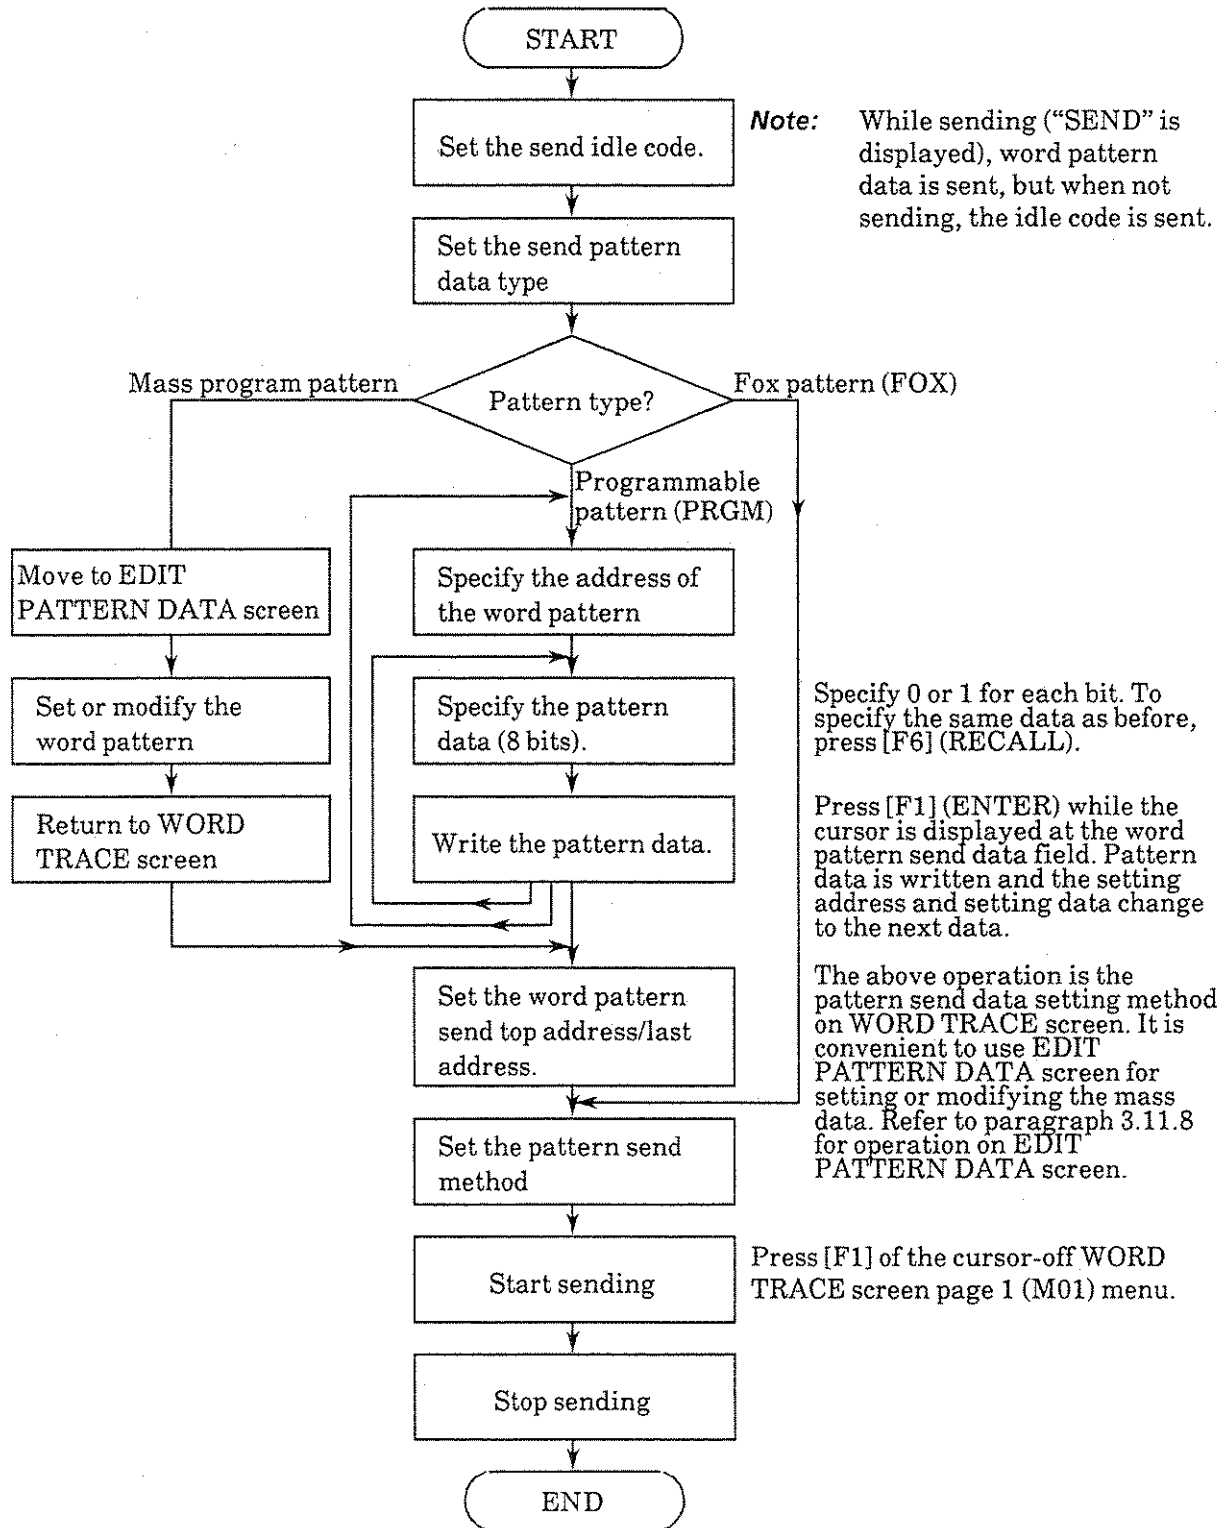 START
Set the send idle code.
Note: While sending (“SEND” is
displayed), word pattern
data is sent, but when not
sending, the idle code is sent.
Set the send pattern
data type
Mass program pattern
Pattern type?
Fox pattern (FOX)
Programmable
pattern (PRGM)
Move to EDIT
PATTERN DATA screen
Set or modify the
word pattern
Return to WORD
TRACE screen
Specify the address of
the word pattern
Specify the pattern
data (8 bits).
Write the pattern data.
Specify 0 or 1 for each bit. To
specify the same data as before,
press [F6] (RECALL).
Press [F1] (ENTER) while the
cursor is displayed at the word
pattern send data field. Pattern
data is written and the setting
address and setting data change
to the next data.
The above operation is the
pattern send data setting method
on WORD TRACE screen. It is
convenient to use EDIT
PATTERN DATA screen for
setting or modifying the mass
data. Refer to paragraph 3.11.8
for operation on EDIT
PATTERN DATA screen.
Set the word pattern
send top address/last
address.
Set the pattern send
method
Start sending
Press [F1] of the cursor-off WORD
TRACE screen page 1 (M01) menu.
Stop sending
END